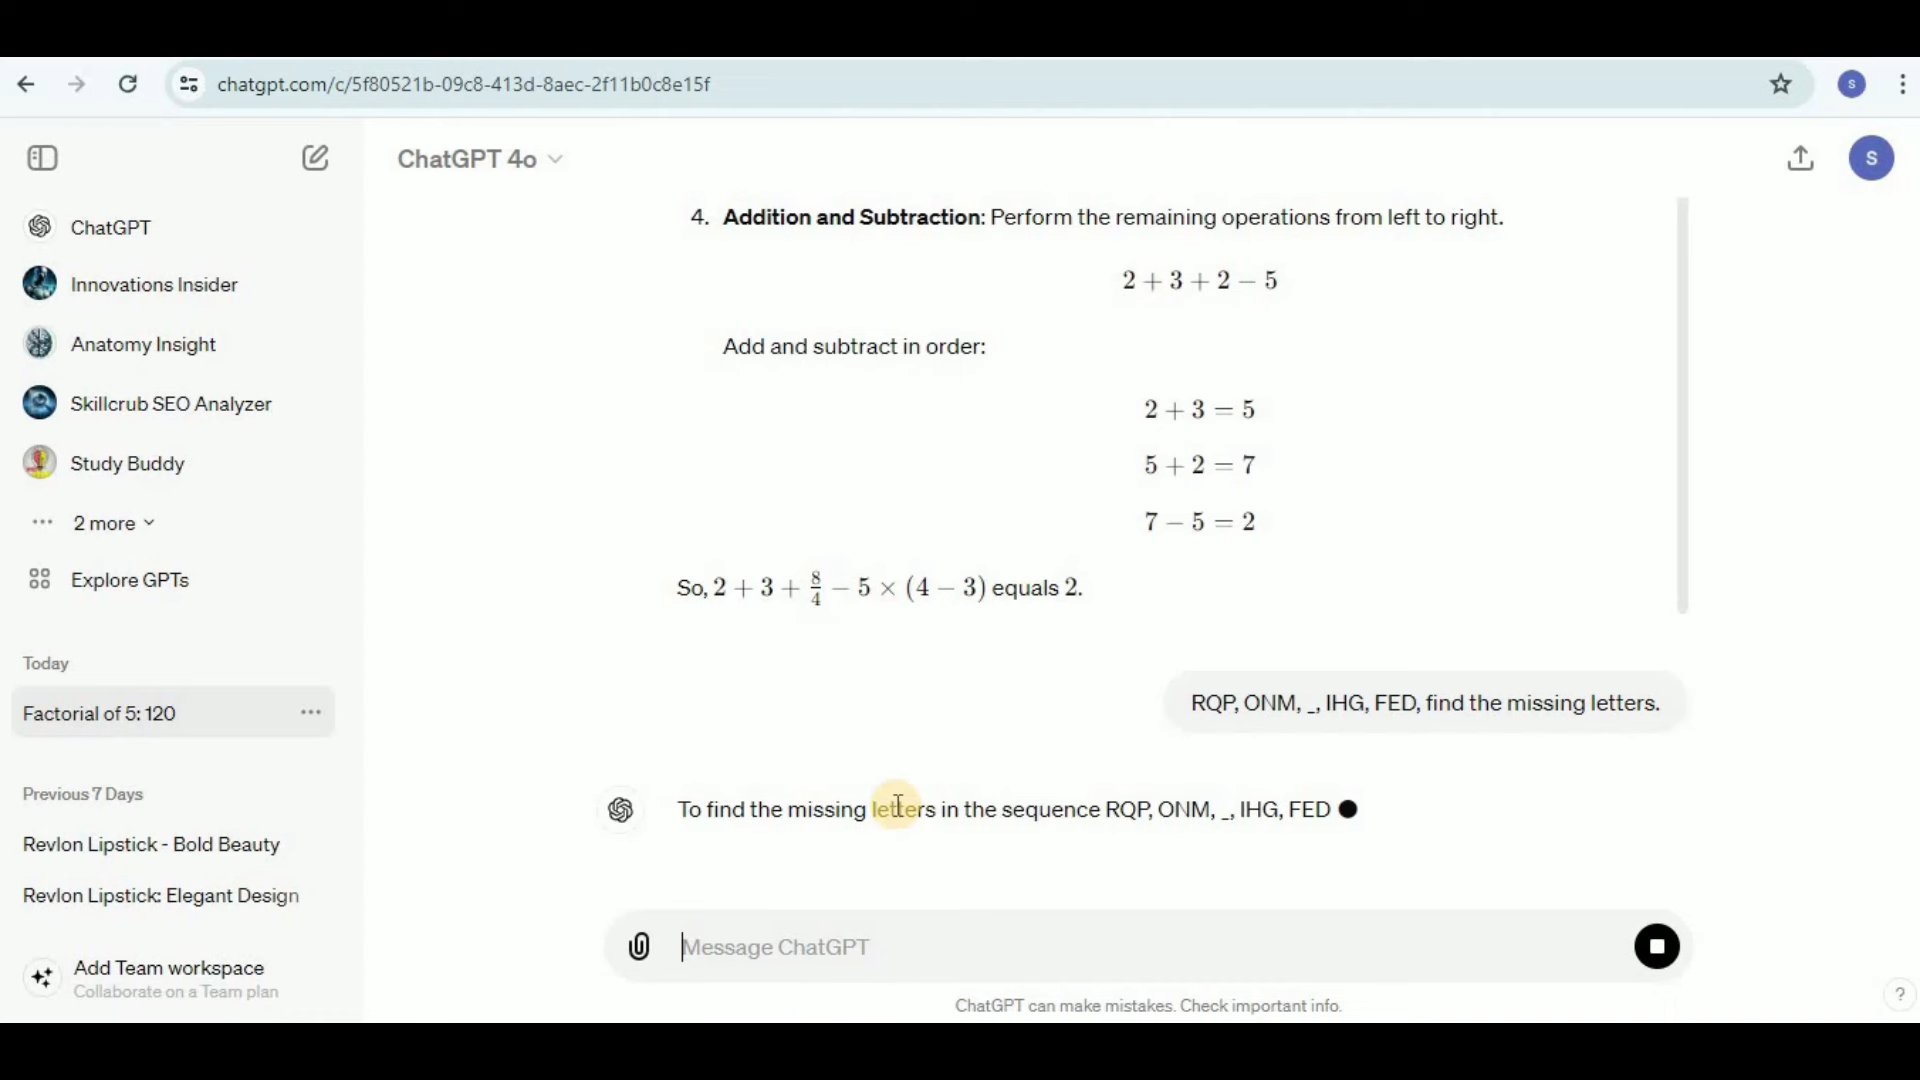 chatgpt.com/c/5f80521b-09c8-413d-8aec-2f11b0c8e15f
S
ChatGPT 4o
S
ChatGPT
Innovations Insider
Anatomy Insight
Skillcrub SEO Analyzer
Study Buddy
2 more
Explore GPTs
Today
Factorial of 5: 120
Previous 7 Days
Revlon Lipstick - Bold Beauty
Revlon Lipstick: Elegant Design
Add Team workspace
Collaborate on a Team plan
4. Addition and Subtraction: Perform the remaining operations from left to right.
2 + 3 + 2 − 5
Add and subtract in order:
2 + 3 = 5
5 + 2 = 7
7 − 5 = 2
So, 2 + 3 + 8/4 − 5 × (4 − 3) equals 2.
RQP, ONM, _, IHG, FED, find the missing letters.
To find the missing letters in the sequence RQP, ONM, _, IHG, FED
Message ChatGPT
ChatGPT can make mistakes. Check important info.
?